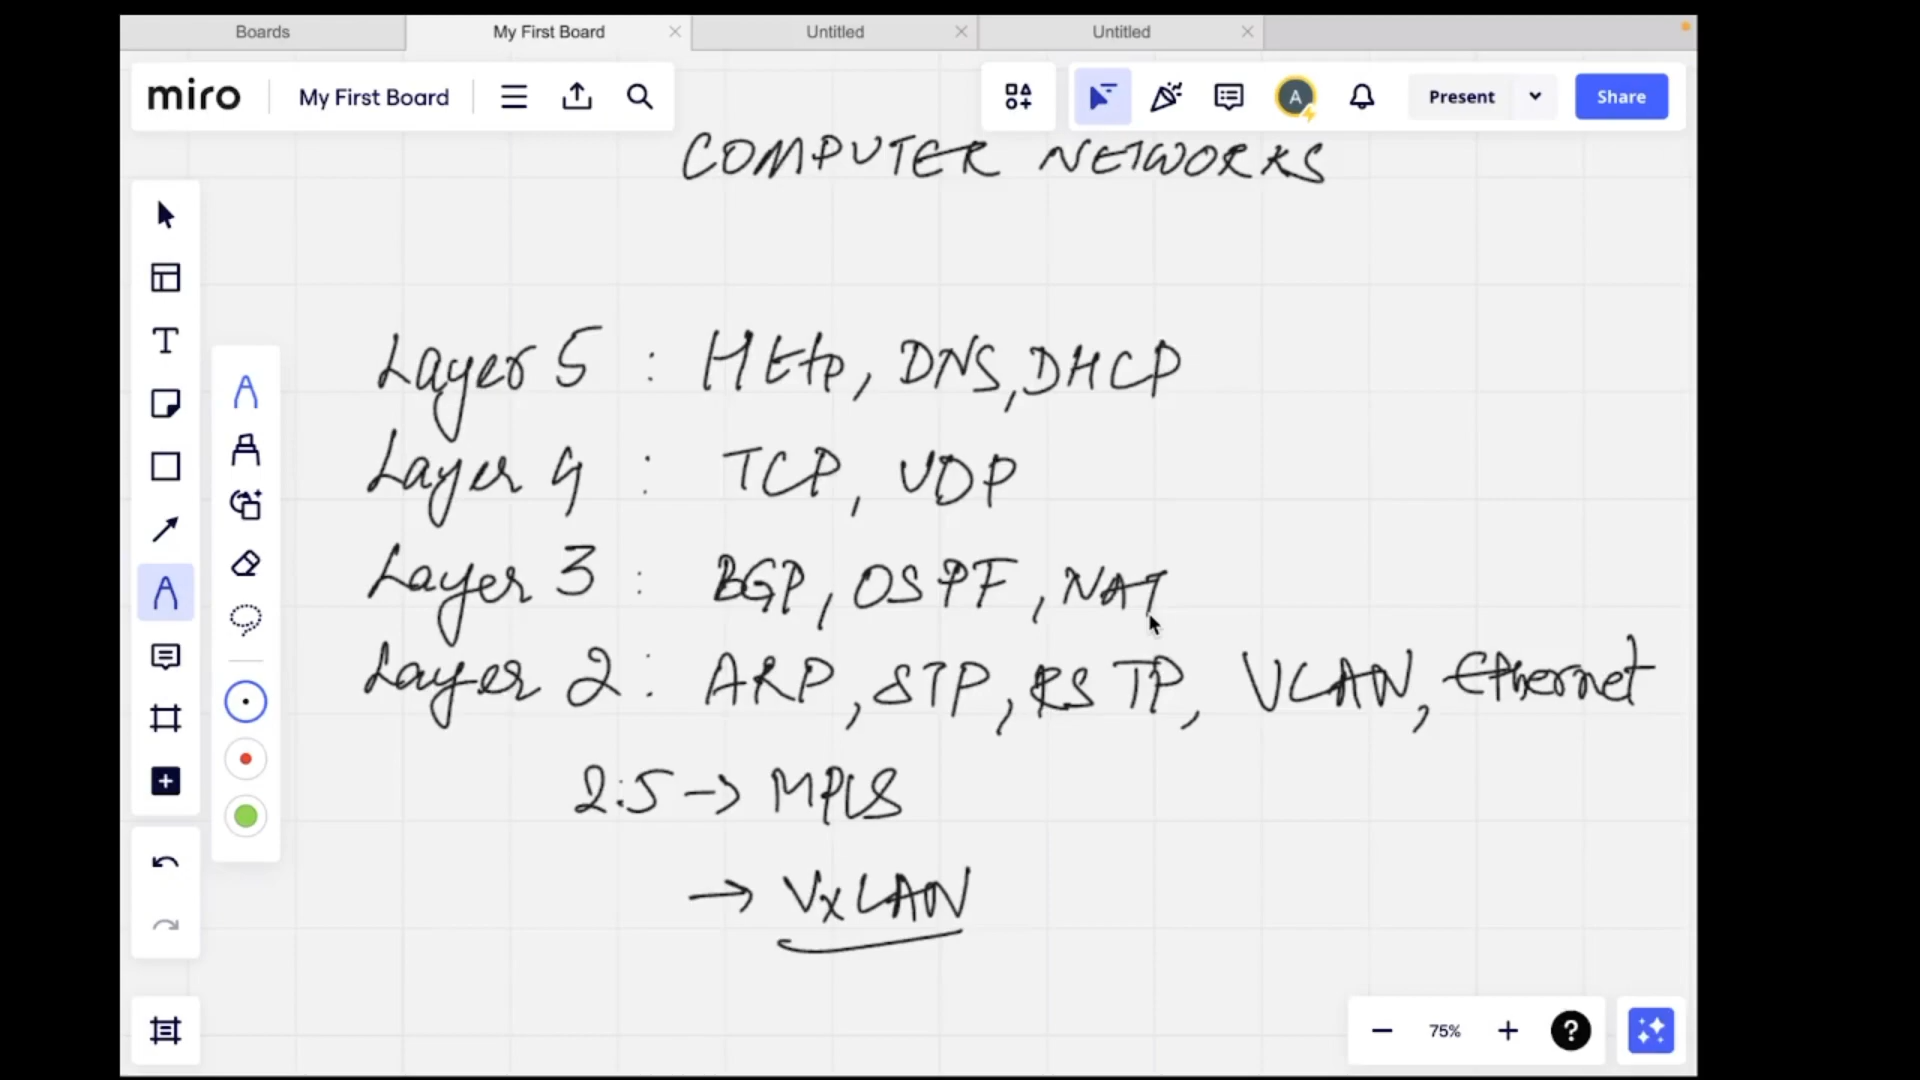 Boards My First Board Untitled Untitled
miro My First Board A Present Share
COMPUTER NETWORKS
T
Layer 5 : Http, DNS, DHCP
Layer 4 : TCP, UDP
Layer 3 : BGP, OSPF, NAT
Layer 2 : ARP, STP, RSTP, VLAN, Ethernet
2.5 -> MPLS
-> VxLAN
75% ?